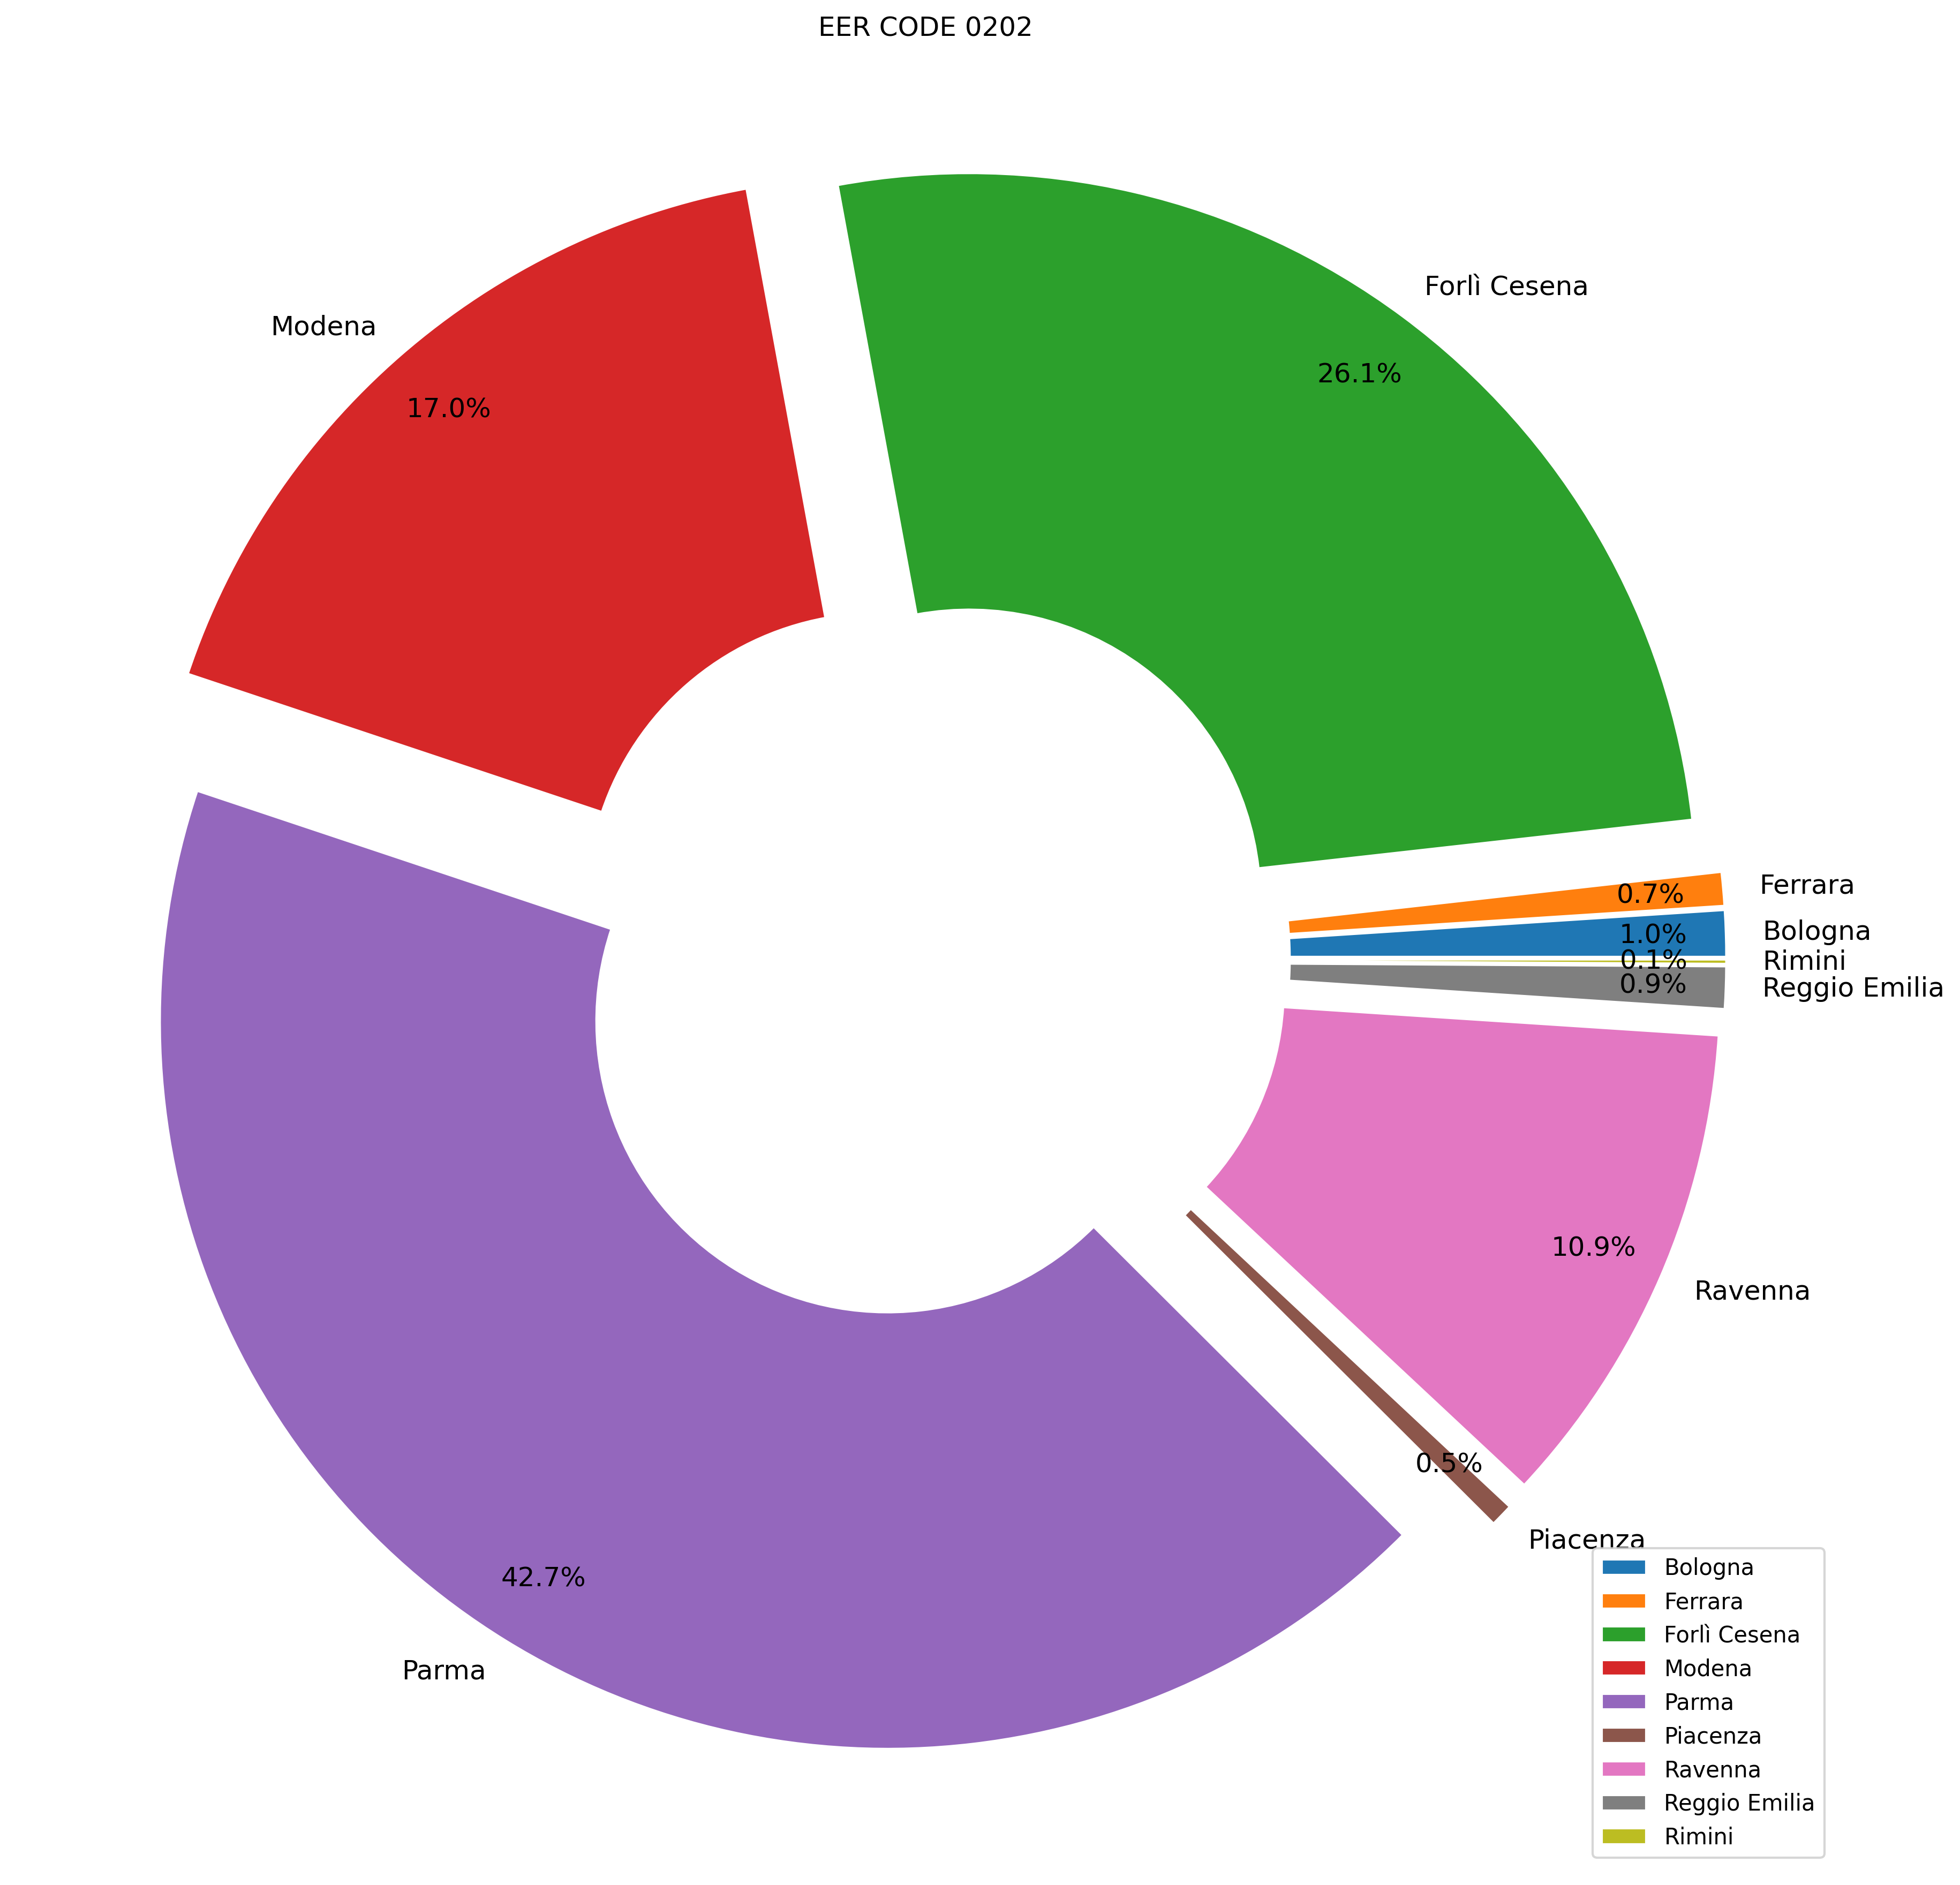 EER CODE 0202
Forlì Cesena
Modena
26.1%
17.0%
Ferrara
0.7%
Bologna
1.0%
Rimini
0.1%
Reggio Emilia
0.9%
10.9%
Ravenna
0.5%
Piacenza
42.7%
Parma
Bologna
Ferrara
Forlì Cesena
Modena
Parma
Piacenza
Ravenna
Reggio Emilia
Rimini